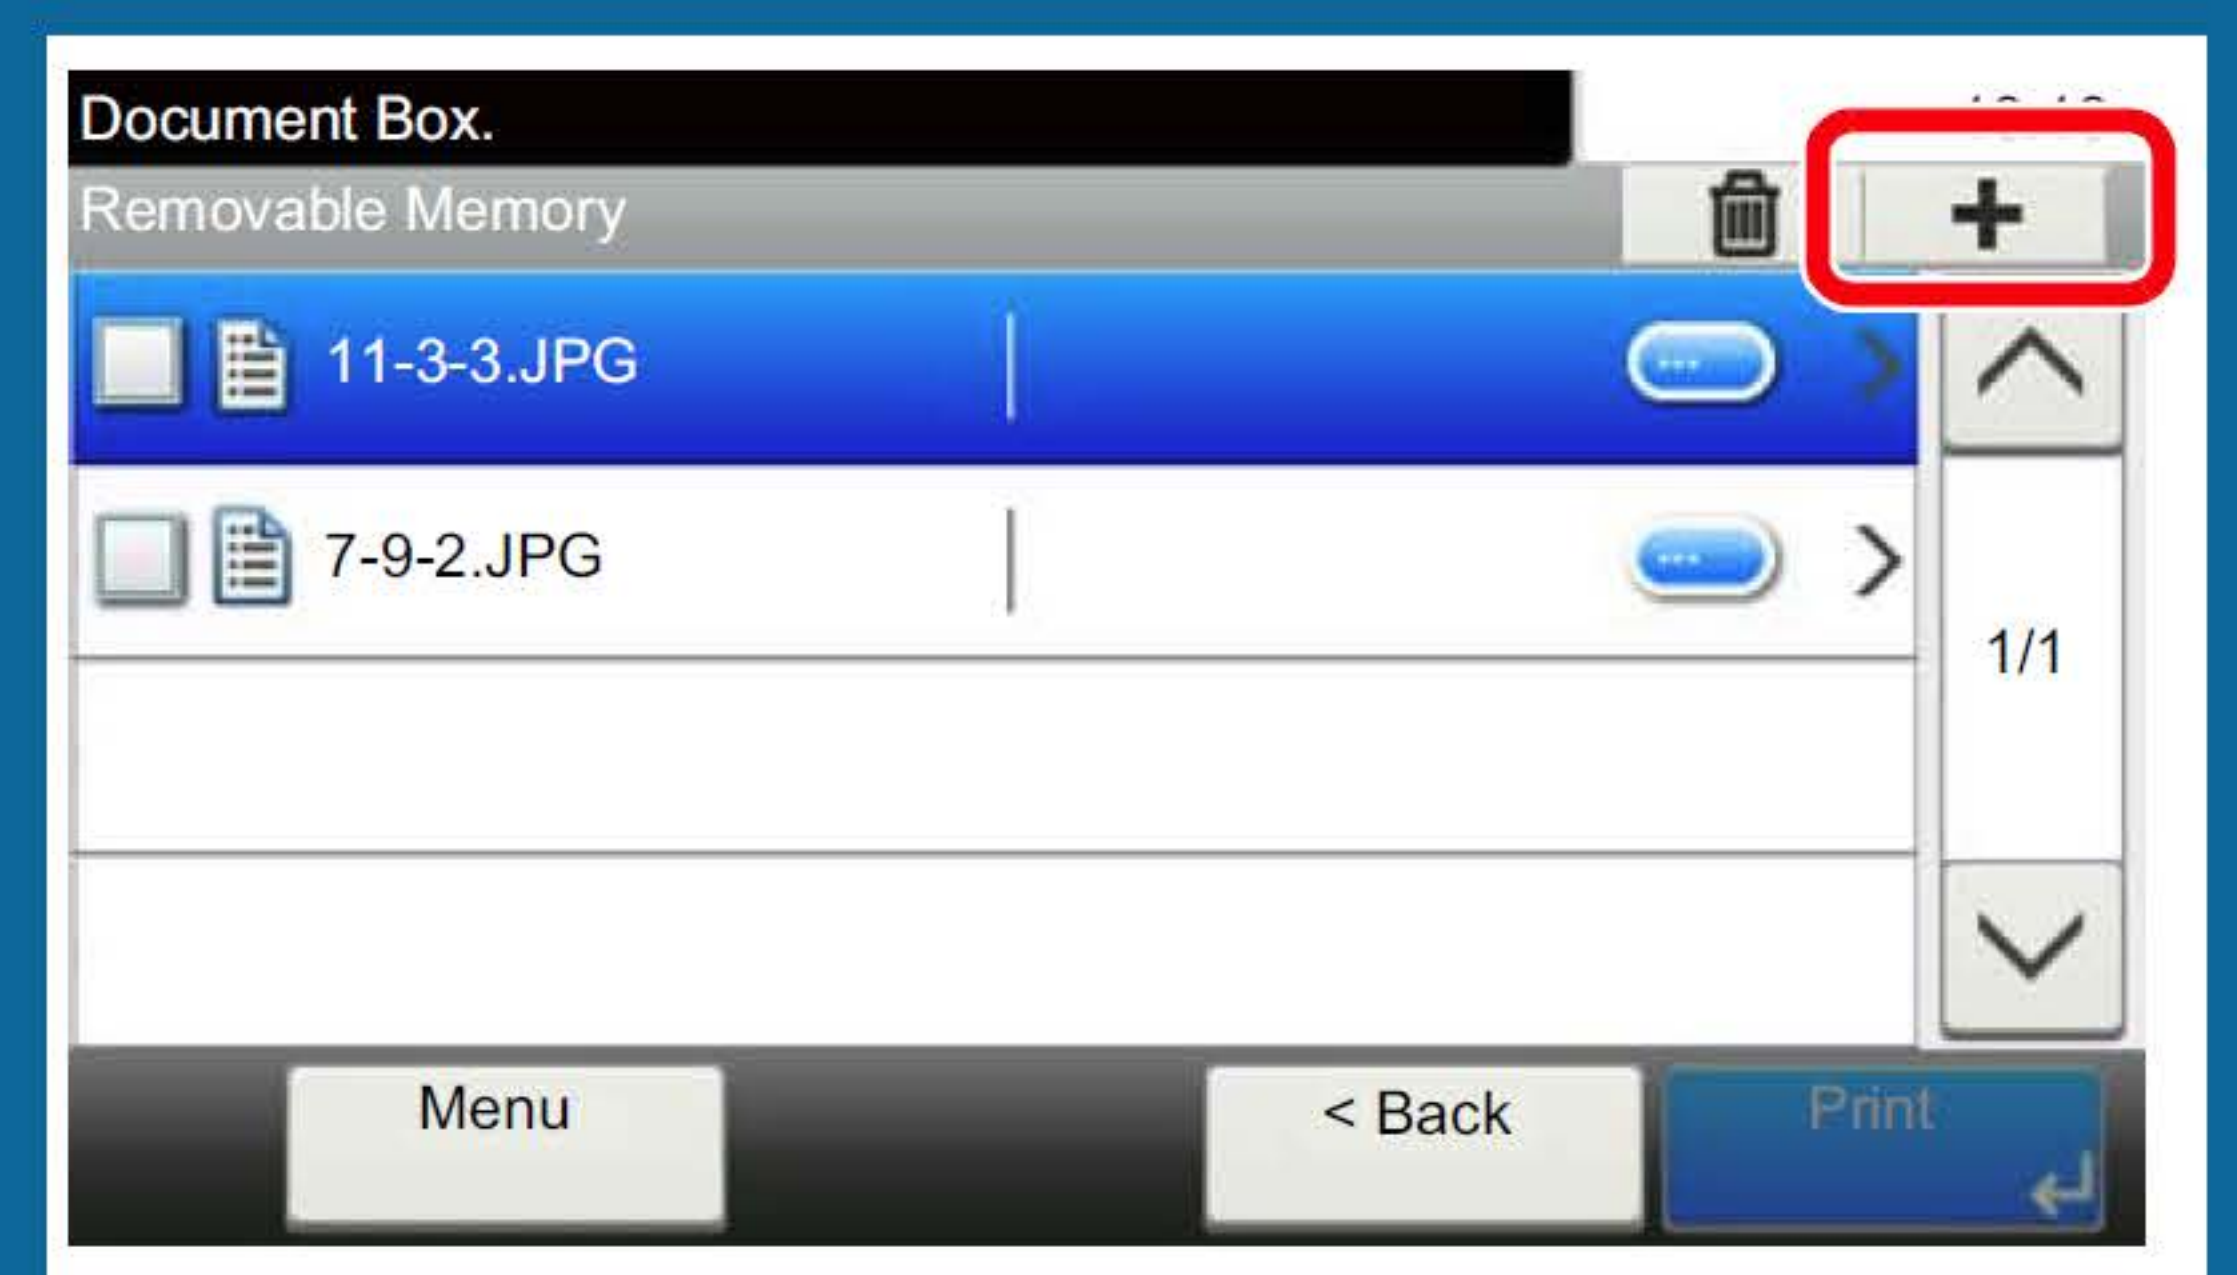 Document Box.
Removable Memory
11-3-3.JPG
7-9-2.JPG
1/1
Menu
< Back
Print